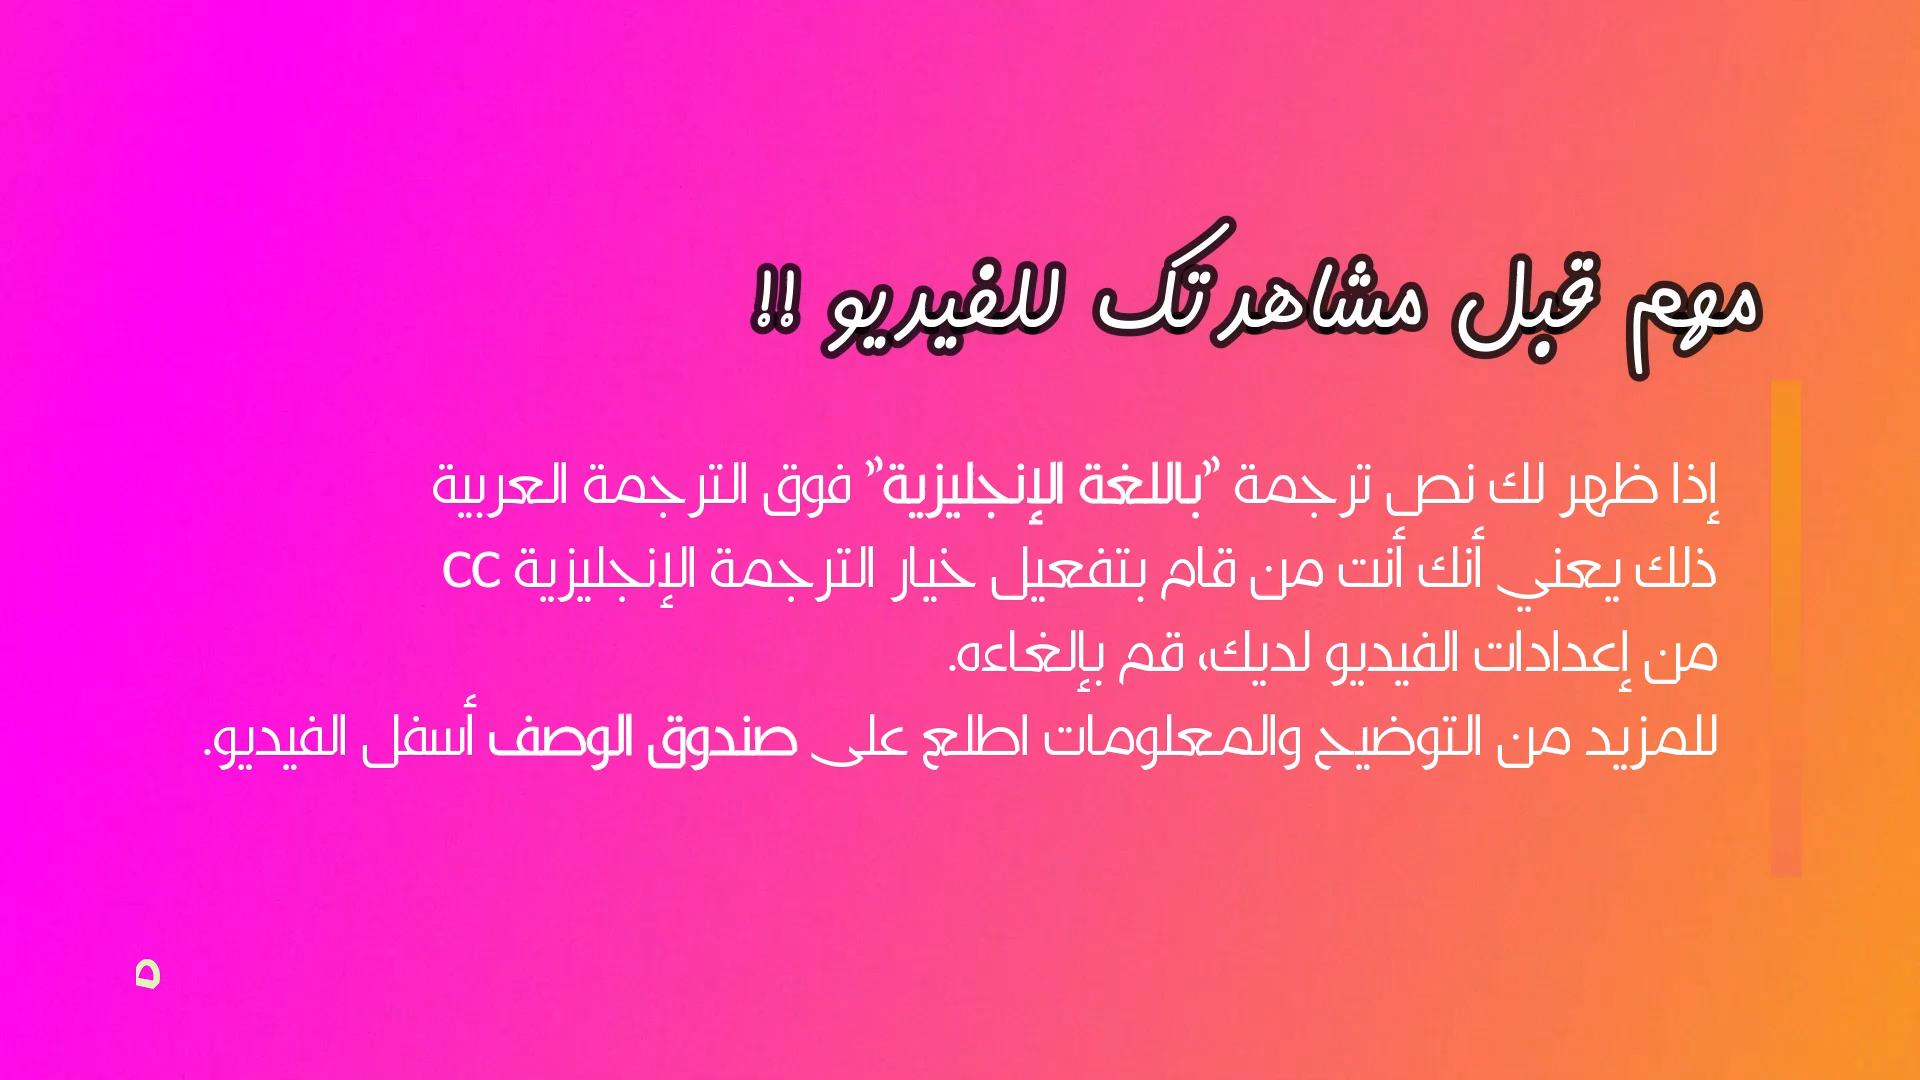 مهم قبل مشاهدتك للفيديو !!
إذا ظهر لك نص ترجمة "باللغة الإنجليزية" فوق الترجمة العربية
ذلك يعني أنك أنت من قام بتفعيل خيار الترجمة الإنجليزية CC
من إعدادات الفيديو لديك، قم بإلغاءه.
للمزيد من التوضيح والمعلومات اطلع على صندوق الوصف أسفل الفيديو.
٥